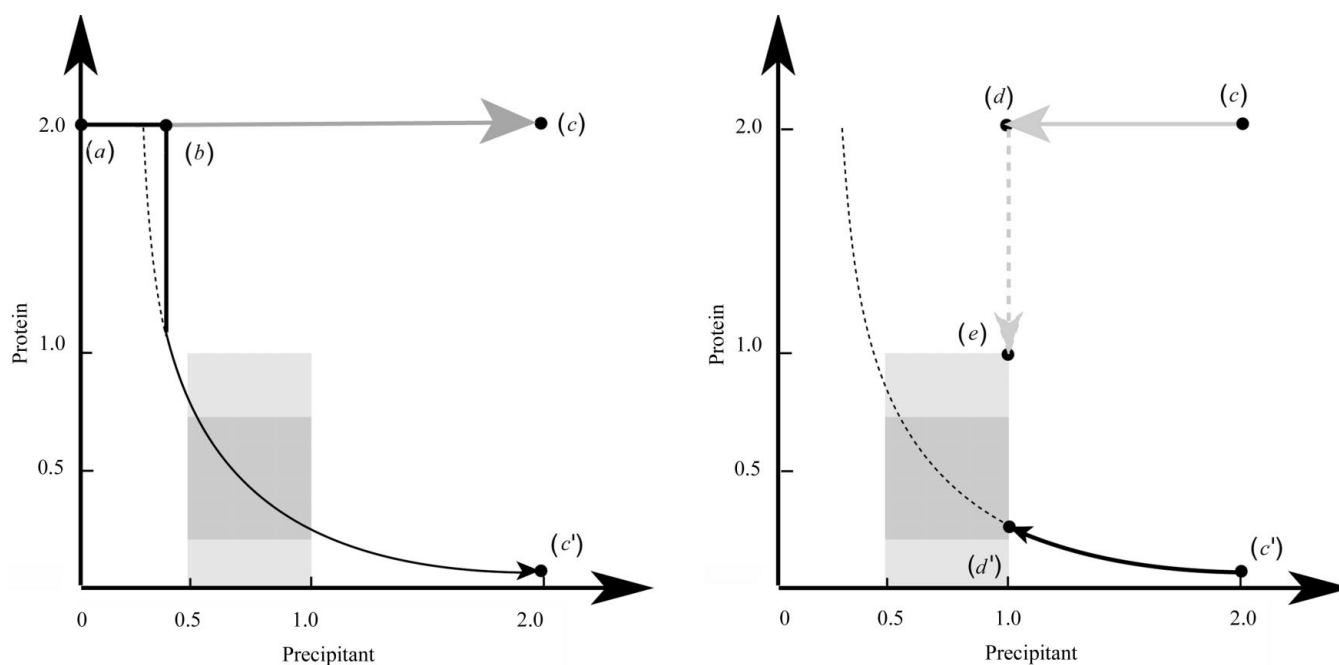 2.0
(a)
(b)
(c)
1.0
Protein
0.5
(c')
0
0.5
1.0
2.0
Precipitant
(d)
(c)
2.0
(e)
1.0
Protein
0.5
(c')
(d')
0
0.5
1.0
2.0
Precipitant